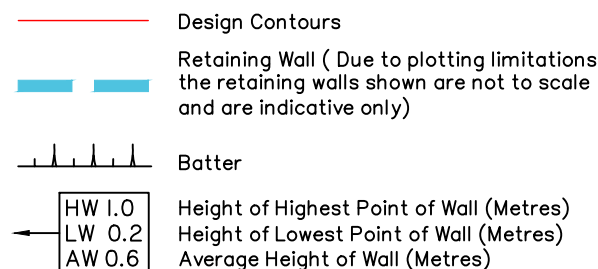 Design Contours
Retaining Wall ( Due to plotting limitations
the retaining walls shown are not to scale
and are indicative only)
Batter
HW 1.0 Height of Highest Point of Wall (Metres)
LW 0.2 Height of Lowest Point of Wall (Metres)
AW 0.6 Average Height of Wall (Metres)